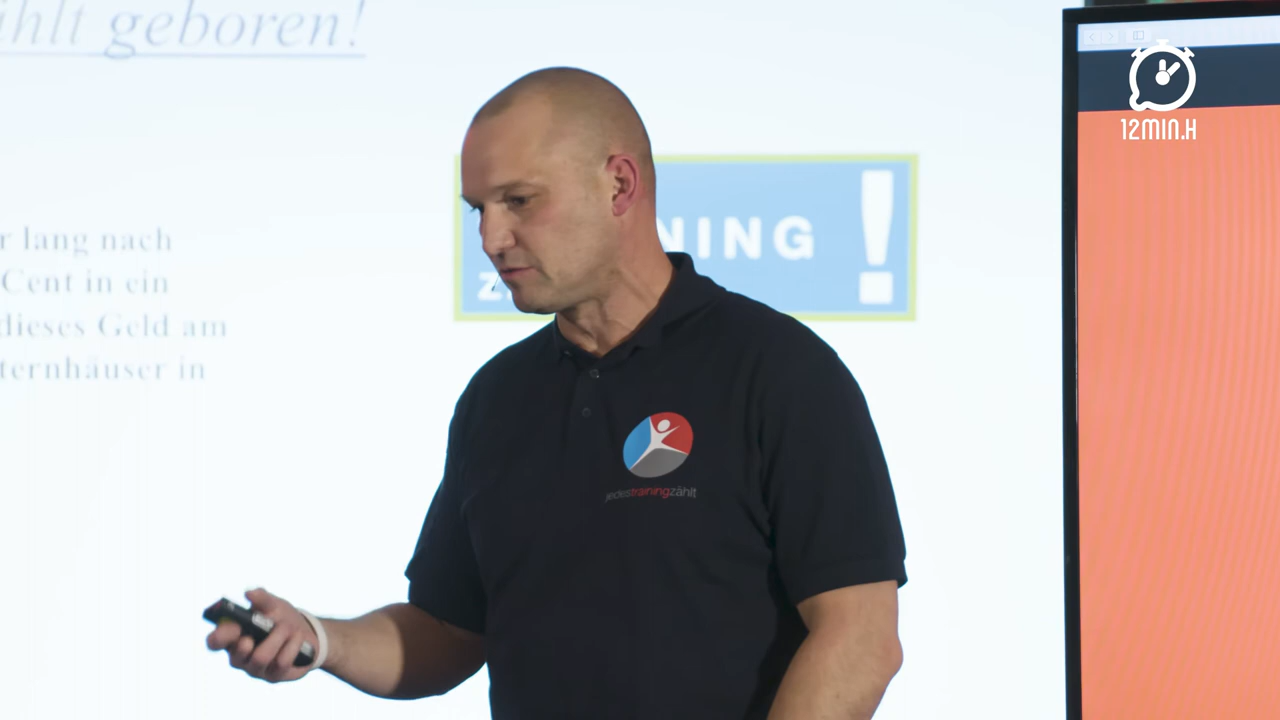 ählt geboren!
r lang nach
Cent in ein
dieses Geld am
ternhäuser in
NING
Z
!
jedestrainingzählt
12MIN.H